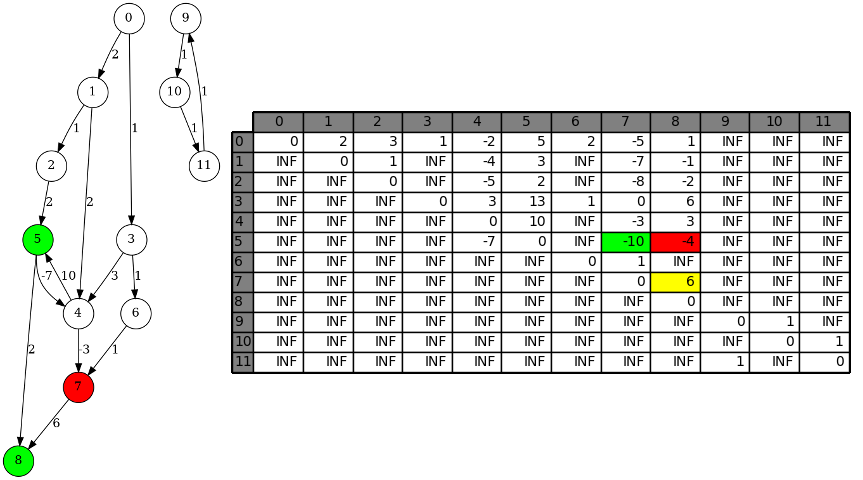 0
9
2
1
1
10
1
1
1
1
2
11
2
2
5
3
-7
10
3
1
4
6
2
-3
1
7
6
8
0 1 2 3 4 5 6 7 8 9 10 11
0 0 2 3 1 -2 5 2 -5 1 INF INF INF
1 INF 0 1 INF -4 3 INF -7 -1 INF INF INF
2 INF INF 0 INF -5 2 INF -8 -2 INF INF INF
3 INF INF INF 0 3 13 1 0 6 INF INF INF
4 INF INF INF INF 0 10 INF -3 3 INF INF INF
5 INF INF INF INF -7 0 INF -10 -4 INF INF INF
6 INF INF INF INF INF INF 0 1 INF INF INF INF
7 INF INF INF INF INF INF INF 0 6 INF INF INF
8 INF INF INF INF INF INF INF INF 0 INF INF INF
9 INF INF INF INF INF INF INF INF INF 0 1 INF
10 INF INF INF INF INF INF INF INF INF INF 0 1
11 INF INF INF INF INF INF INF INF INF 1 INF 0